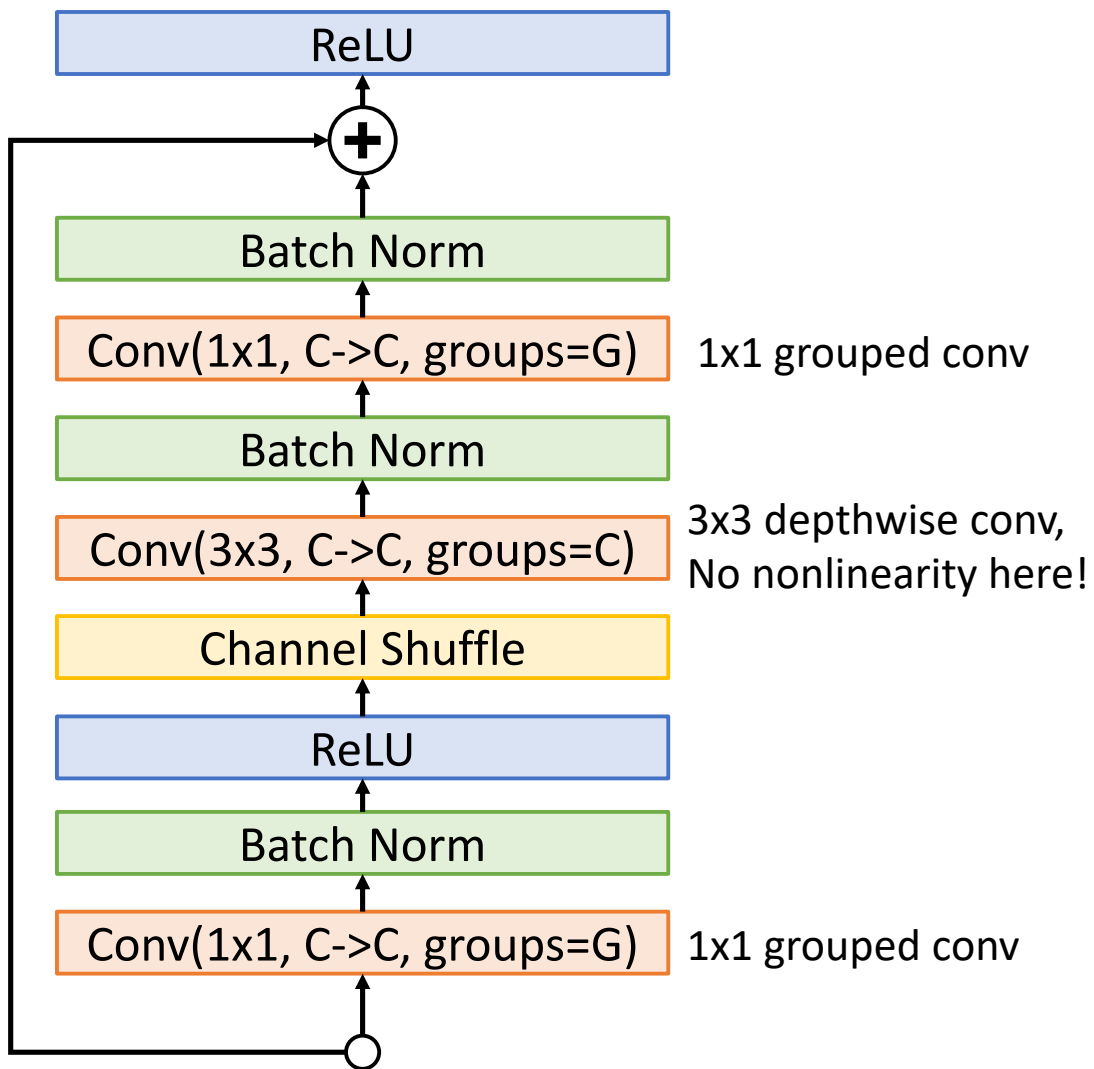 ReLU
Batch Norm
Conv(1x1, C->C, groups=G)
1x1 grouped conv
Batch Norm
Conv(3x3, C->C, groups=C)
3x3 depthwise conv,
No nonlinearity here!
Channel Shuffle
ReLU
Batch Norm
Conv(1x1, C->C, groups=G)
1x1 grouped conv